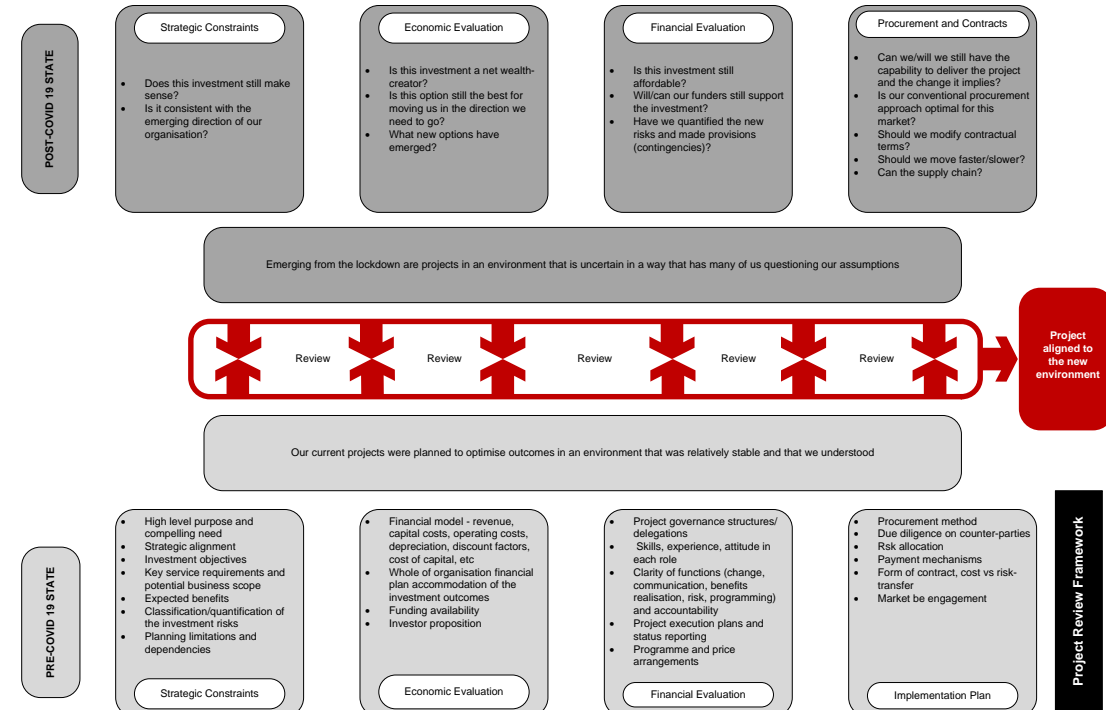 POST-COVID 19 STATE
Strategic Constraints
• Does this investment still make
sense?
• Is it consistent with the
emerging direction of our
organisation?
Economic Evaluation
• Is this investment a net wealth-
creator?
• Is this option still the best for
moving us in the direction we
need to go?
• What new options have
emerged?
Financial Evaluation
• Is this investment still
affordable?
• Will/can our funders still support
the investment?
• Have we quantified the new
risks and made provisions
(contingencies)?
Procurement and Contracts
• Can we/will we still have the
capability to deliver the project
and the change it implies?
• Is our conventional procurement
approach optimal for this
market?
• Should we modify contractual
terms?
• Should we move faster/slower?
• Can the supply chain?
Emerging from the lockdown are projects in an environment that is uncertain in a way that has many of us questioning our assumptions
Review
Review
Review
Review
Review
Project
aligned to
the new
environment
Our current projects were planned to optimise outcomes in an environment that was relatively stable and that we understood
PRE-COVID 19 STATE
• High level purpose and
compelling need
• Strategic alignment
• Investment objectives
• Key service requirements and
potential business scope
• Expected benefits
• Classification/quantification of
the investment risks
• Planning limitations and
dependencies
Strategic Constraints
• Financial model - revenue,
capital costs, operating costs,
depreciation, discount factors,
cost of capital, etc
• Whole of organisation financial
plan accommodation of the
investment outcomes
• Funding availability
• Investor proposition
Economic Evaluation
• Project governance structures/
delegations
• Skills, experience, attitude in
each role
• Clarity of functions (change,
communication, benefits
realisation, risk, programming)
and accountability
• Project execution plans and
status reporting
• Programme and price
arrangements
Financial Evaluation
• Procurement method
• Due diligence on counter-parties
• Rsk allocation
• Payment mechanisms
• Form of contract, cost vs risk-
transfer
• Market be engagement
Implementation Plan
Project Review Framework